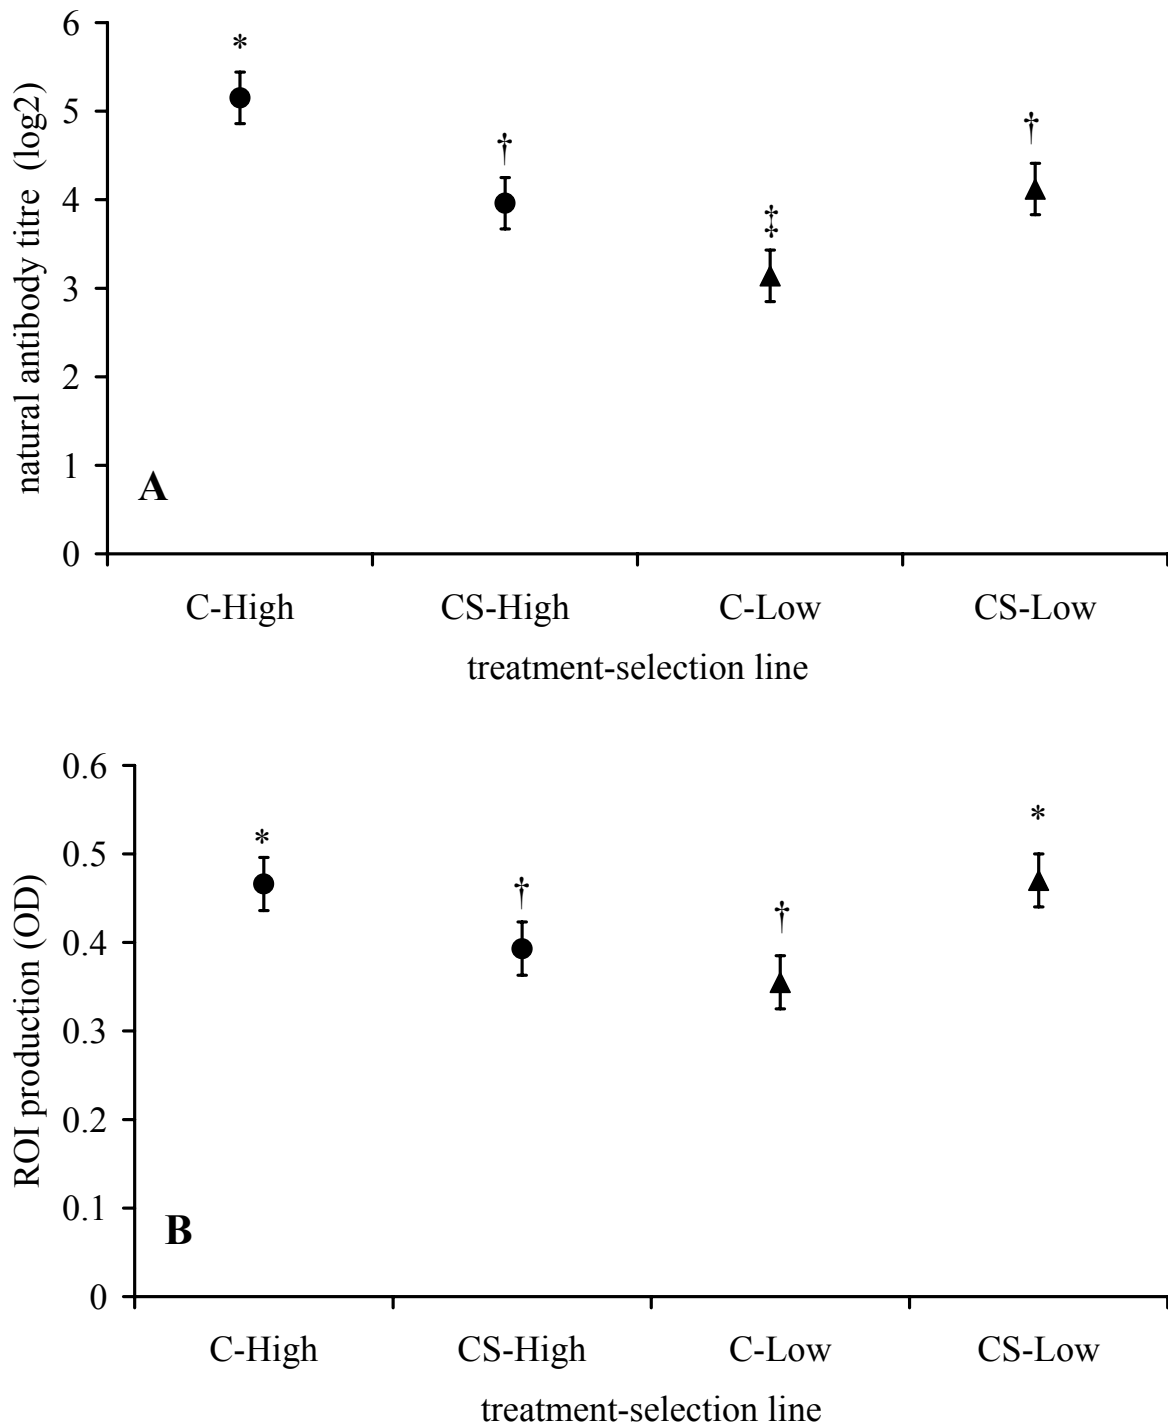 natural antibody titre (log2)
6
5
4
3
2
1
0
*
†
‡
†
A
C-High CS-High C-Low CS-Low
treatment-selection line
ROI production (OD)
0.6
0.5
0.4
0.3
0.2
0.1
0
*
†
†
*
B
C-High CS-High C-Low CS-Low
treatment-selection line